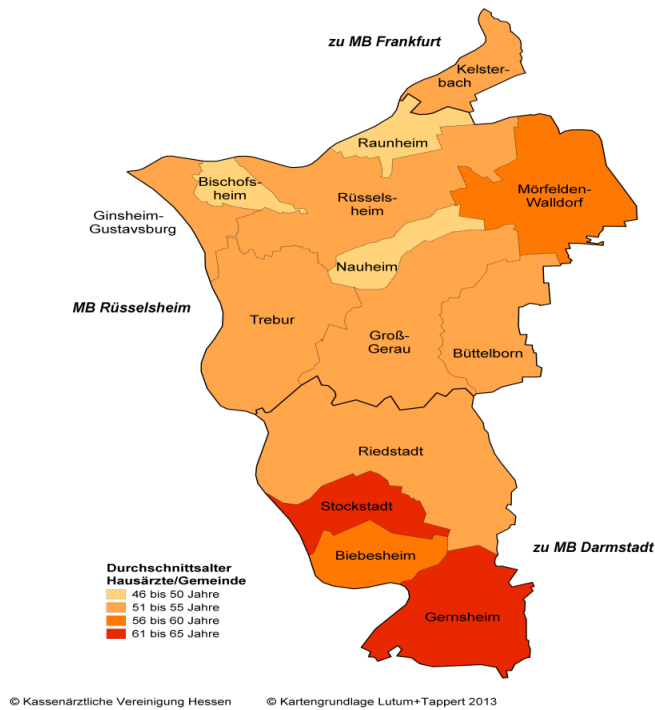 zu MB Frankfurt
Kelster-
bach
Raunheim
Bischofs-
heim
Mörfelden-
Walldorf
Rüssels-
heim
Ginsheim-
Gustavsburg
Nauheim
MB Rüsselsheim
Trebur
Groß-
Gerau
Büttelborn
Riedstadt
Stockstadt
zu MB Darmstadt
Biebesheim
Durchschnittsalter
Hausärzte/Gemeinde
46 bis 50 Jahre
51 bis 55 Jahre
56 bis 60 Jahre
61 bis 65 Jahre
Gernsheim
© Kassenärztliche Vereinigung Hessen © Kartengrundlage Lutum+Tappert 2013